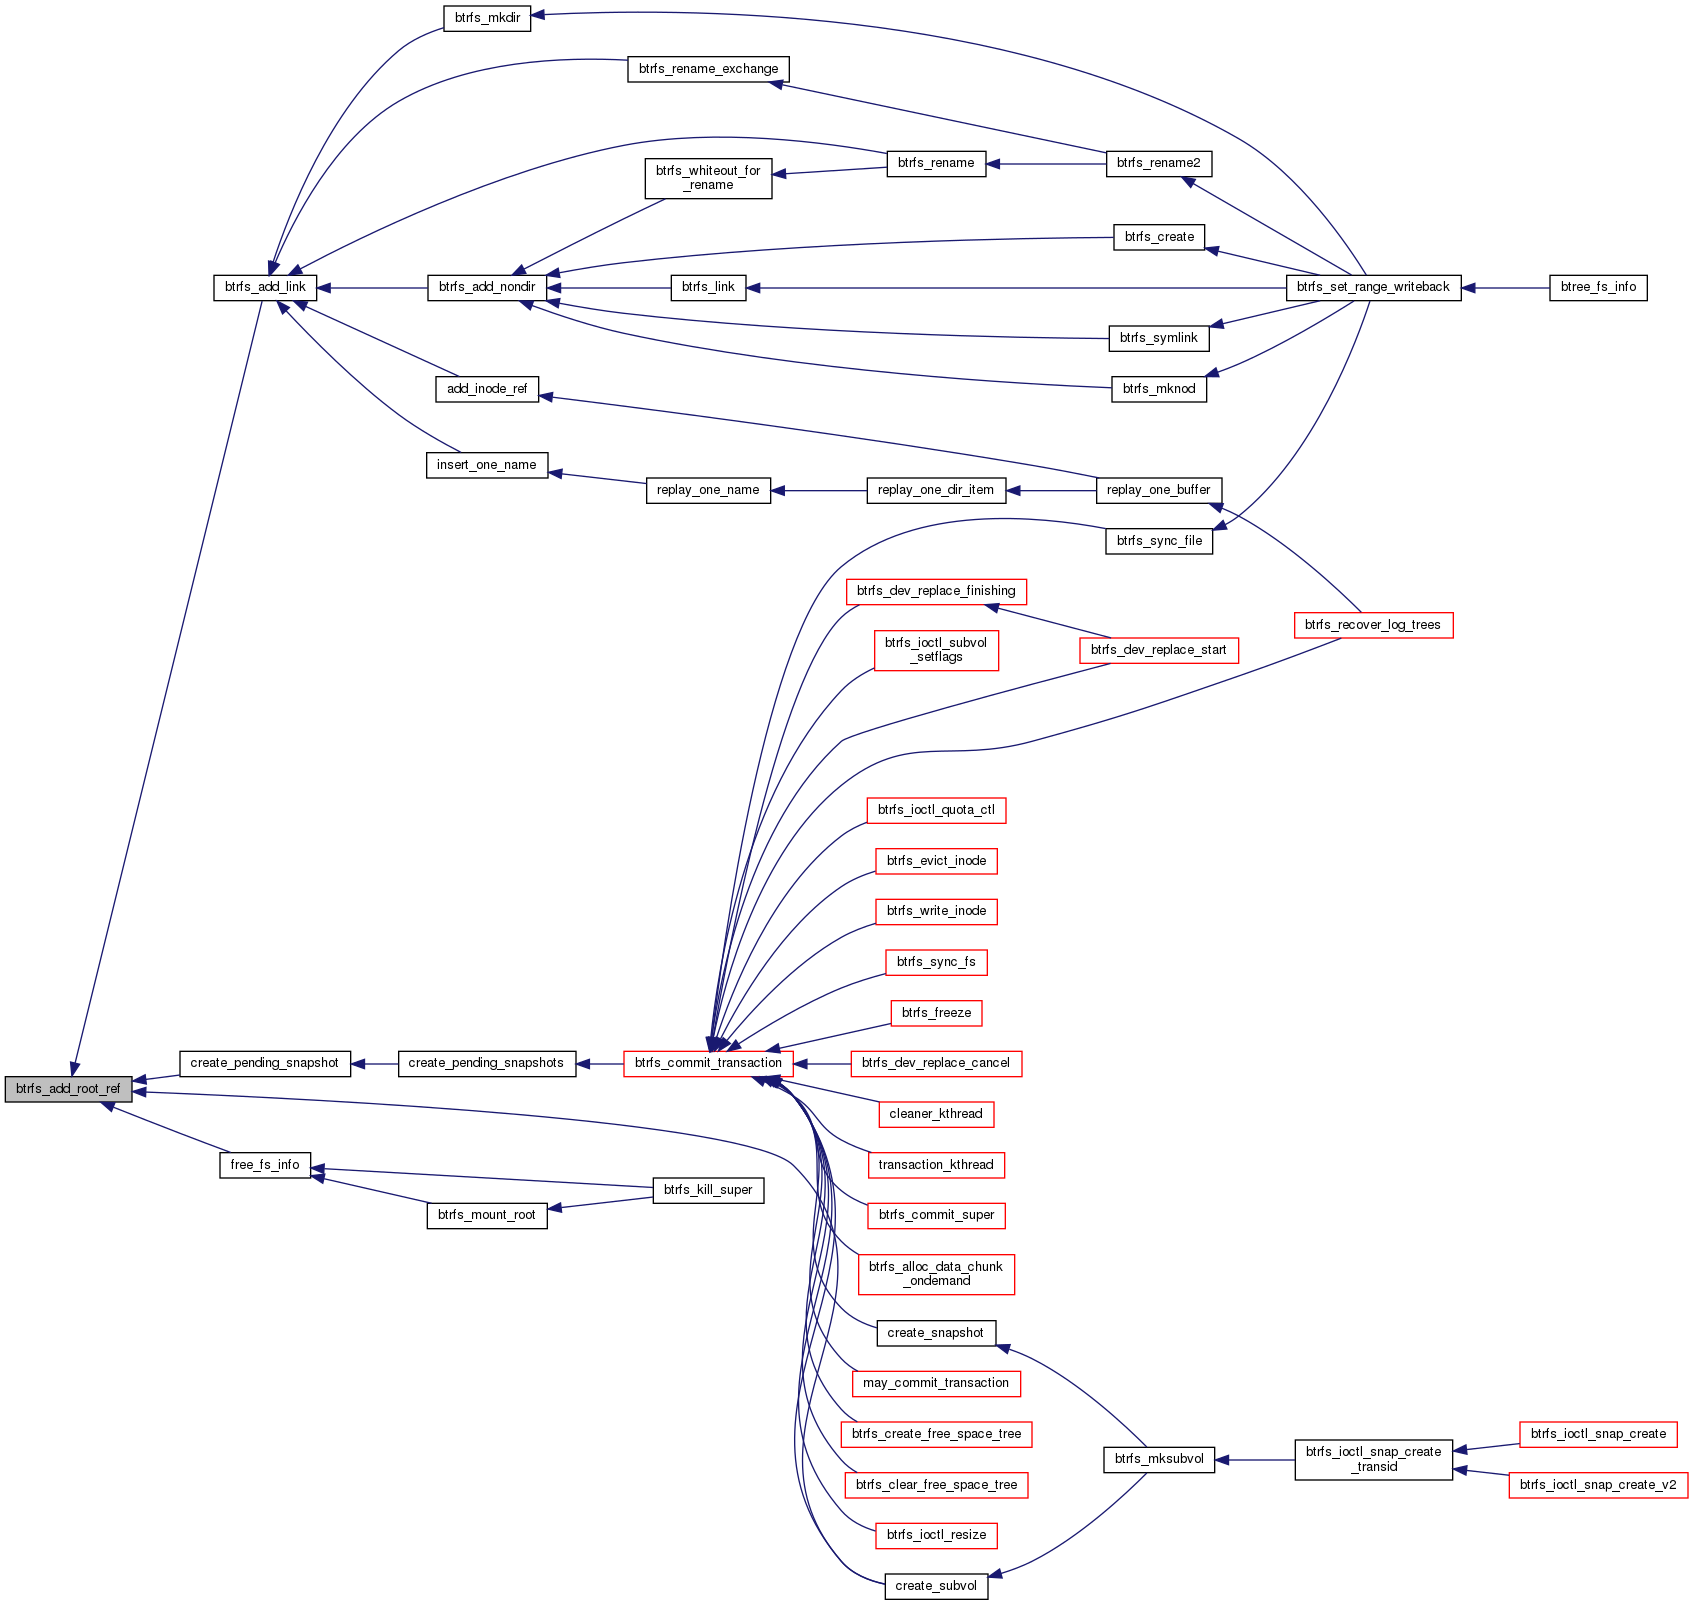 btrfs_mkdir
btrfs_rename_exchange
btrfs_rename
btrfs_rename2
btrfs_whiteout_for
_rename
btrfs_create
btrfs_add_link
btrfs_add_nondir
btrfs_link
btrfs_set_range_writeback
btree_fs_info
btrfs_symlink
add_inode_ref
btrfs_mknod
insert_one_name
replay_one_name
replay_one_dir_item
replay_one_buffer
btrfs_sync_file
btrfs_dev_replace_finishing
btrfs_recover_log_trees
btrfs_ioctl_subvol
_setflags
btrfs_dev_replace_start
btrfs_ioctl_quota_ctl
btrfs_evict_inode
btrfs_write_inode
btrfs_sync_fs
btrfs_freeze
create_pending_snapshot
create_pending_snapshots
btrfs_commit_transaction
btrfs_dev_replace_cancel
btrfs_add_root_ref
cleaner_kthread
free_fs_info
transaction_kthread
btrfs_kill_super
btrfs_mount_root
btrfs_commit_super
btrfs_alloc_data_chunk
_ondemand
create_snapshot
may_commit_transaction
btrfs_create_free_space_tree
btrfs_ioctl_snap_create
btrfs_mksubvol
btrfs_ioctl_snap_create
_transid
btrfs_clear_free_space_tree
btrfs_ioctl_snap_create_v2
btrfs_ioctl_resize
create_subvol